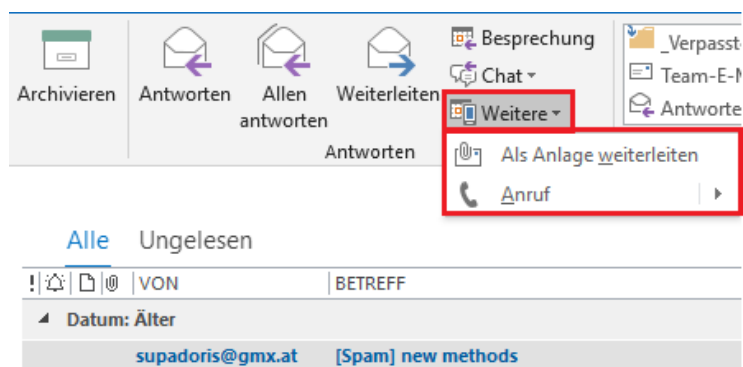 Archivieren
Antworten
Allen
antworten
Weiterleiten
Besprechung
Chat
Weitere
Antworten
_Verpasst
Team-E-
Antworte
Als Anlage weiterleiten
Anruf
Alle Ungelesen
! VON BETREFF
Datum: Älter
supadoris@gmx.at [Spam] new methods